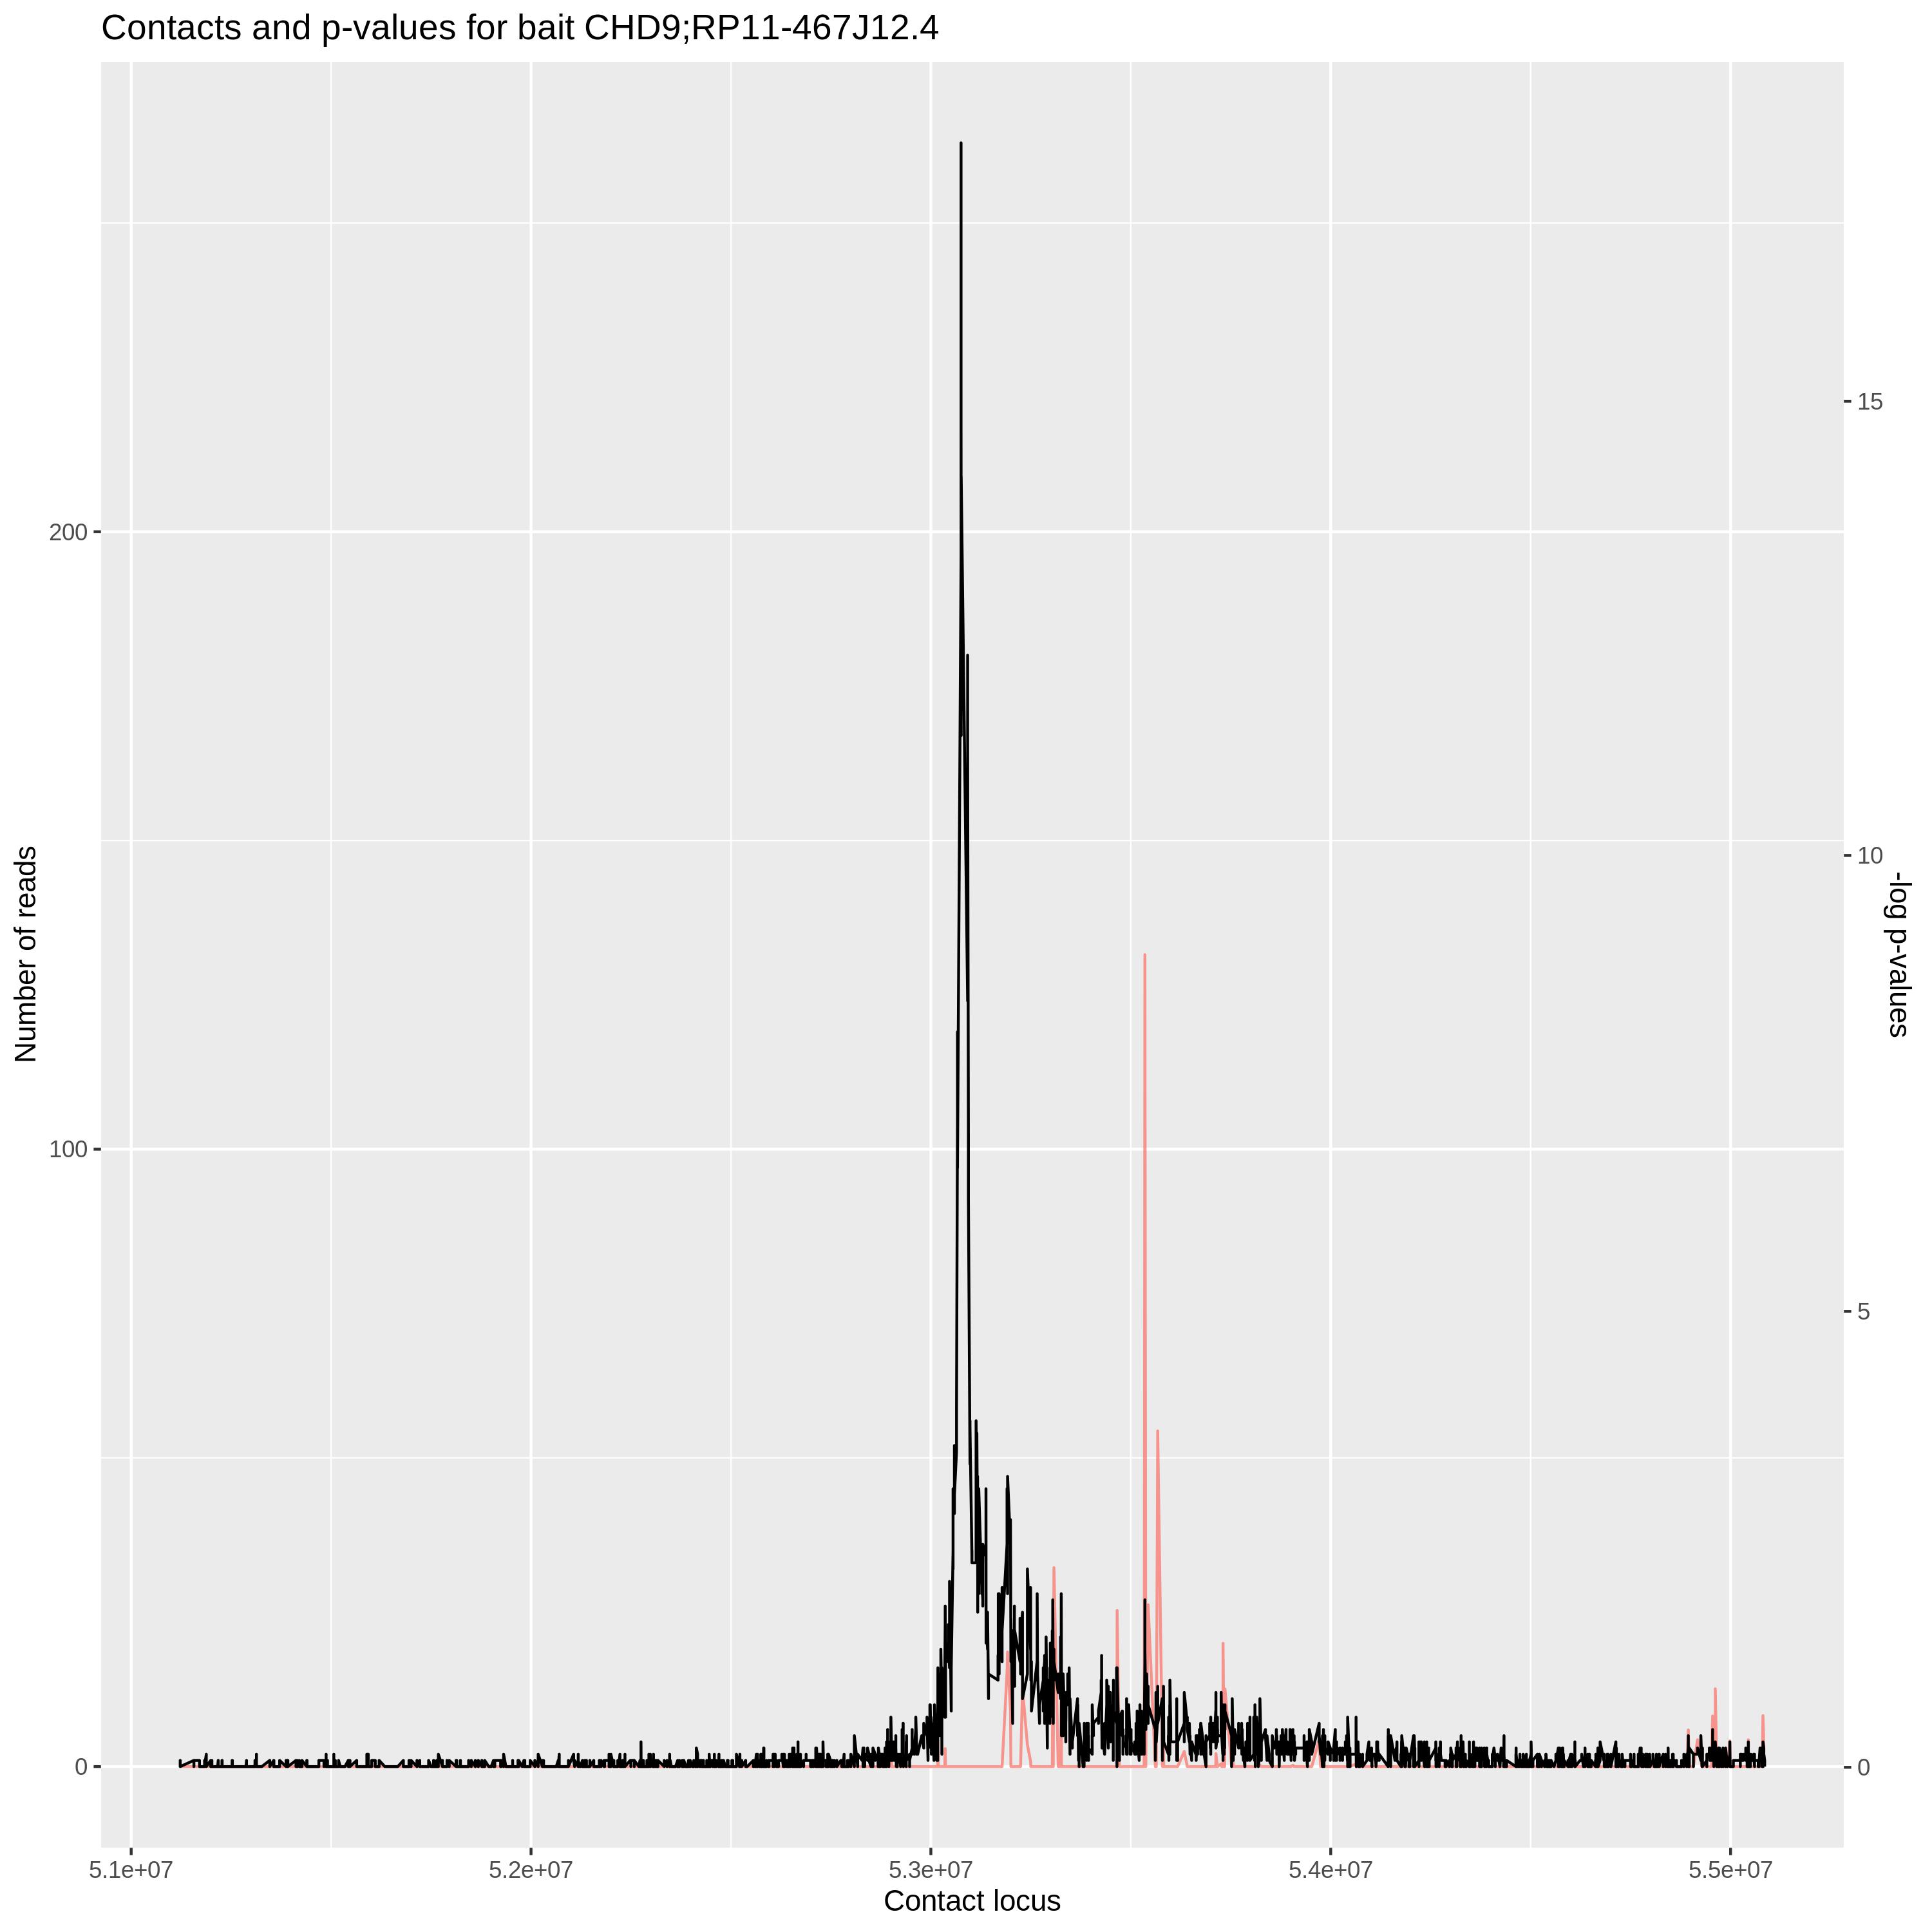 Contacts and p-values for bait CHD9;RP11-467J12.4
Number of reads
200
100
0
15
10
5
0
-log p-values
5.1e+07
5.2e+07
5.3e+07
5.4e+07
5.5e+07
Contact locus